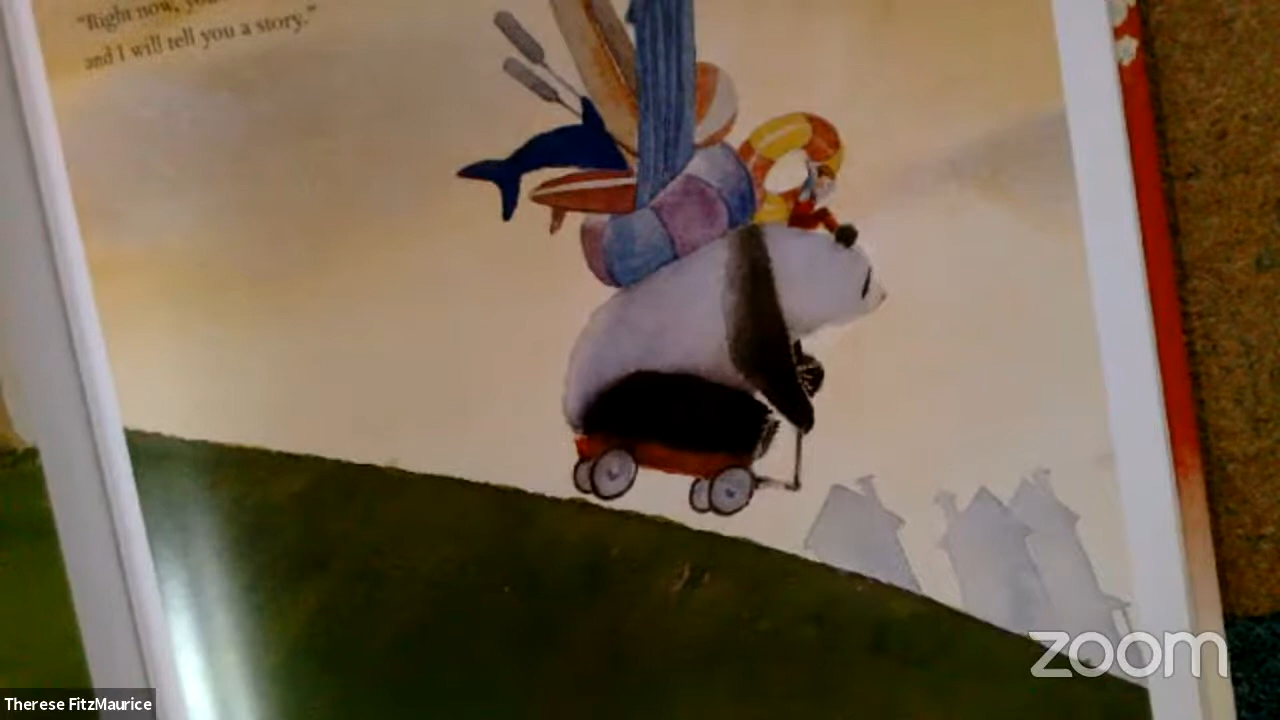 "Right now,
and I will tell you a story."
zoom
Therese FitzMaurice